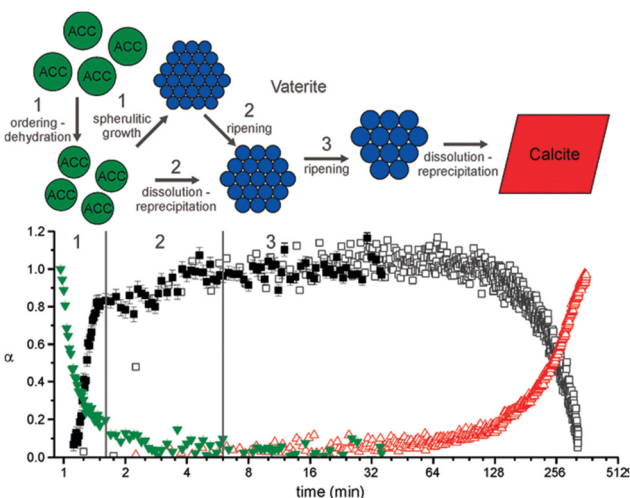 ACC
ACC
ACC
ACC
1
ordering -
dehydration
1
spherulitic
growth
Vaterite
2
ripening
ACC
ACC
ACC
ACC
2
dissolution -
reprecipitation
3
ripening
dissolution -
reprecipitation
Calcite
1
2
3
1.2
1.0
0.8
0.6
0.4
0.2
0.0
α
1
2
4
8
16
32
64
128
256
512
time (min)